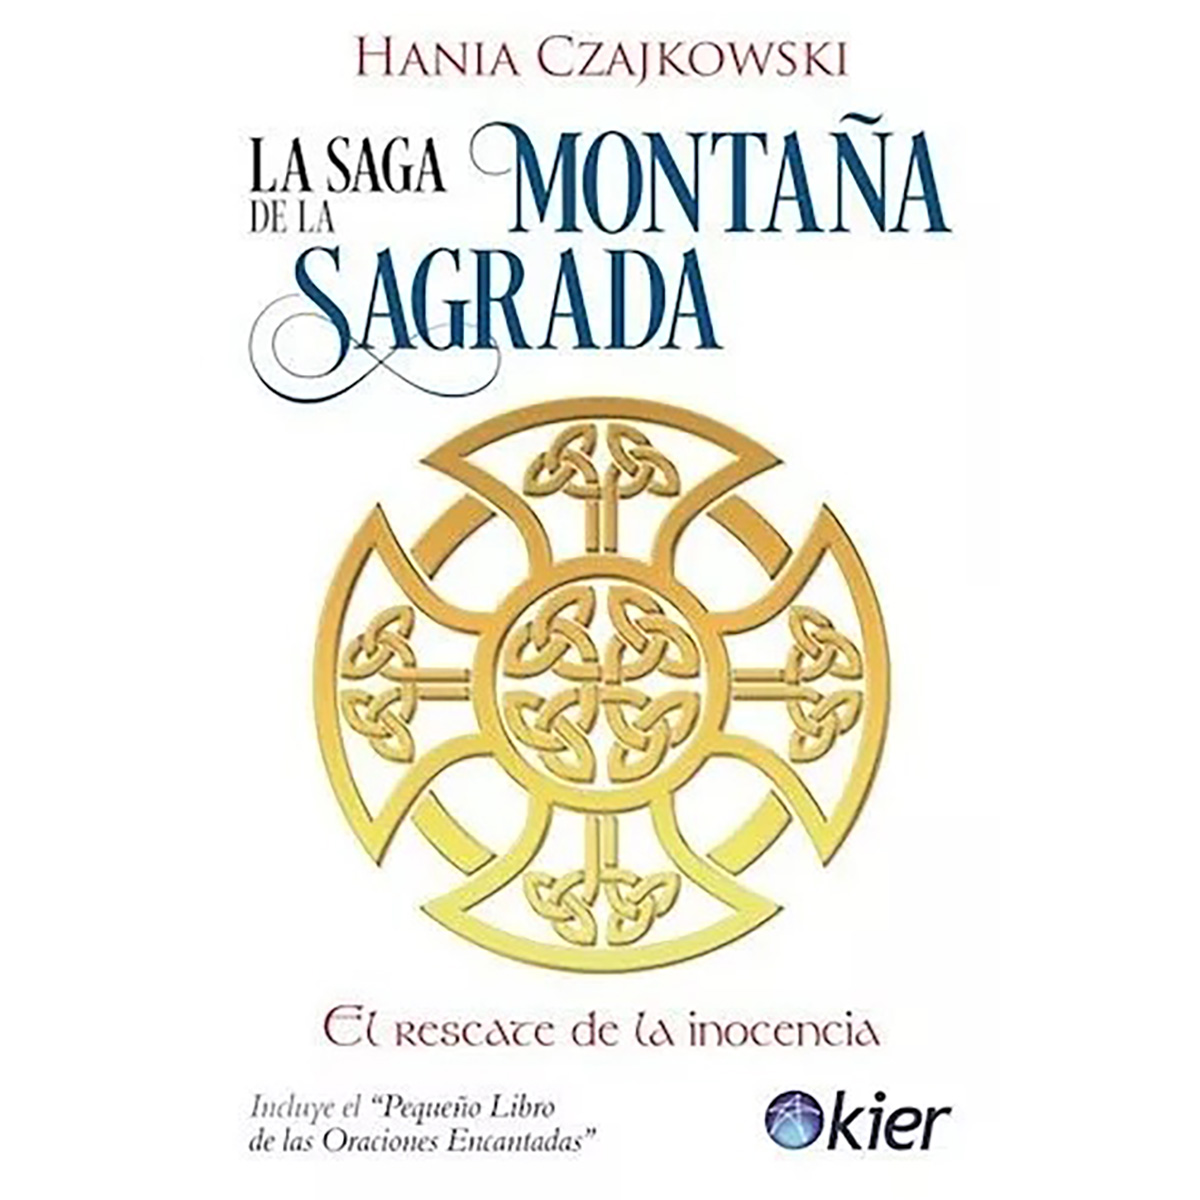 HANIA CZAJKOWSKI
LA SAGA
DE LA
MONTAÑA
SAGRADA
El rescate de la inocencia
Incluye el “Pequeño Libro
de las Oraciones Encantadas”
kier